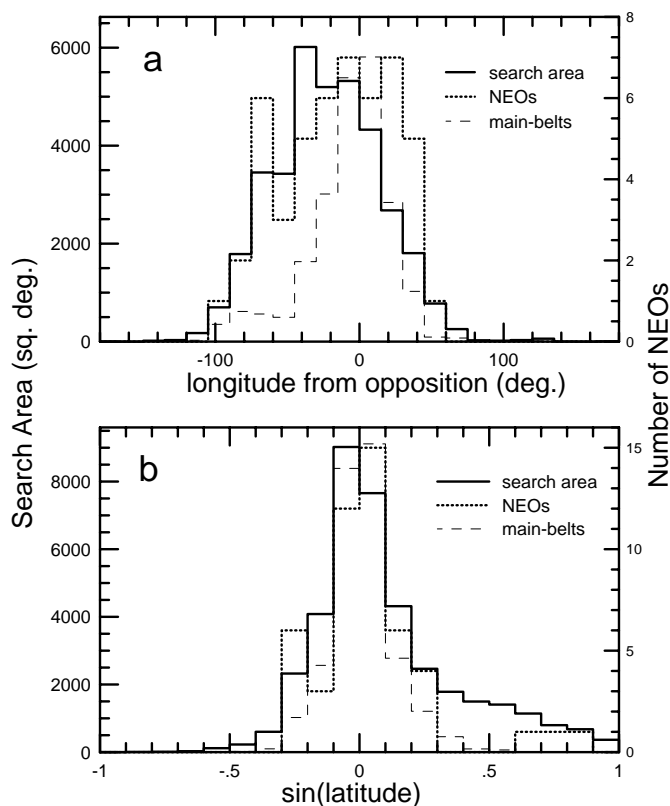 6000
4000
2000
0
a
search area
NEOs
main-belts
8
6
4
2
0
-100 0 100
longitude from opposition (deg.)
Search Area (sq. deg.)
Number of NEOs
8000
6000
4000
2000
0
b
search area
NEOs
main-belts
15
10
5
0
-1 -.5 0 .5 1
sin(latitude)